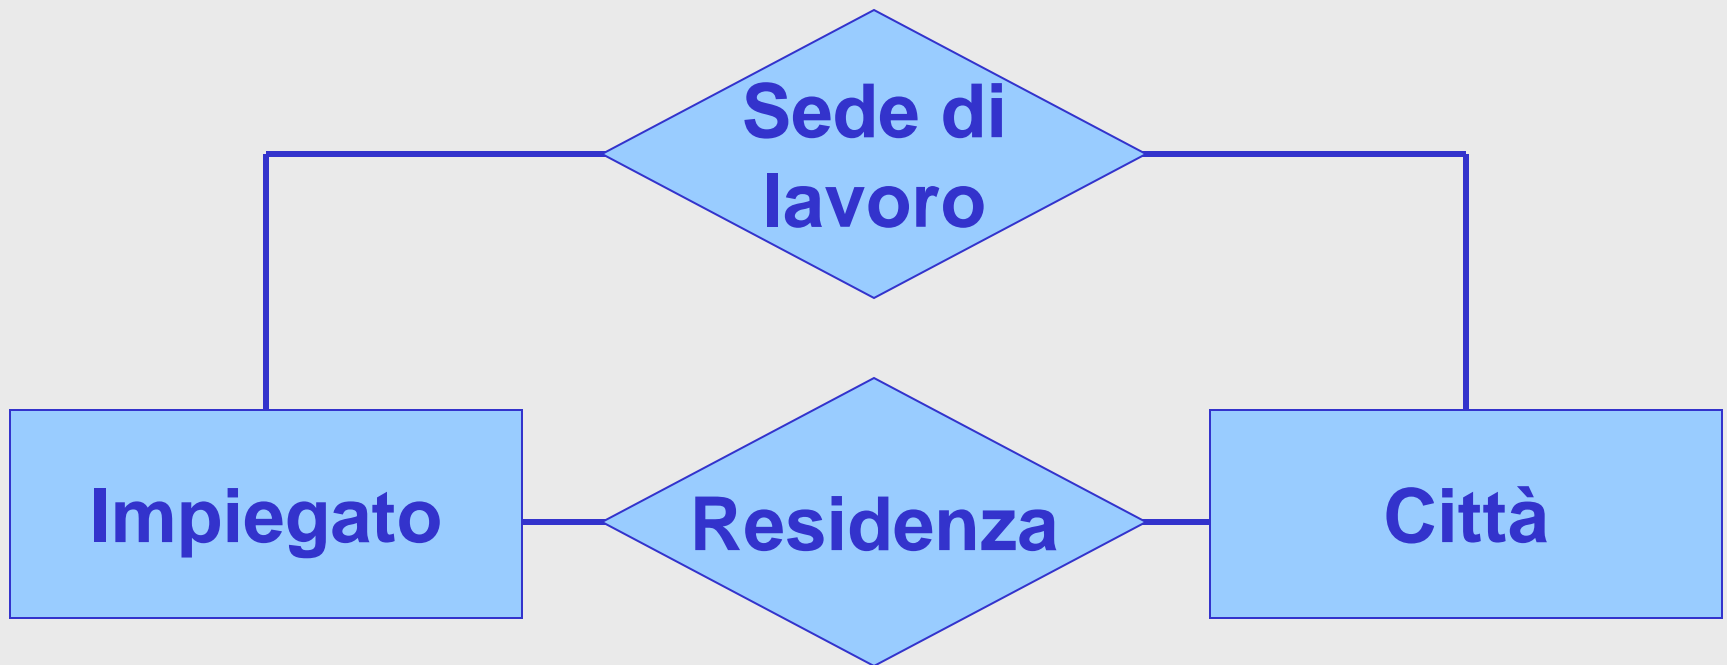 Sede di
lavoro
Impiegato
Residenza
Città